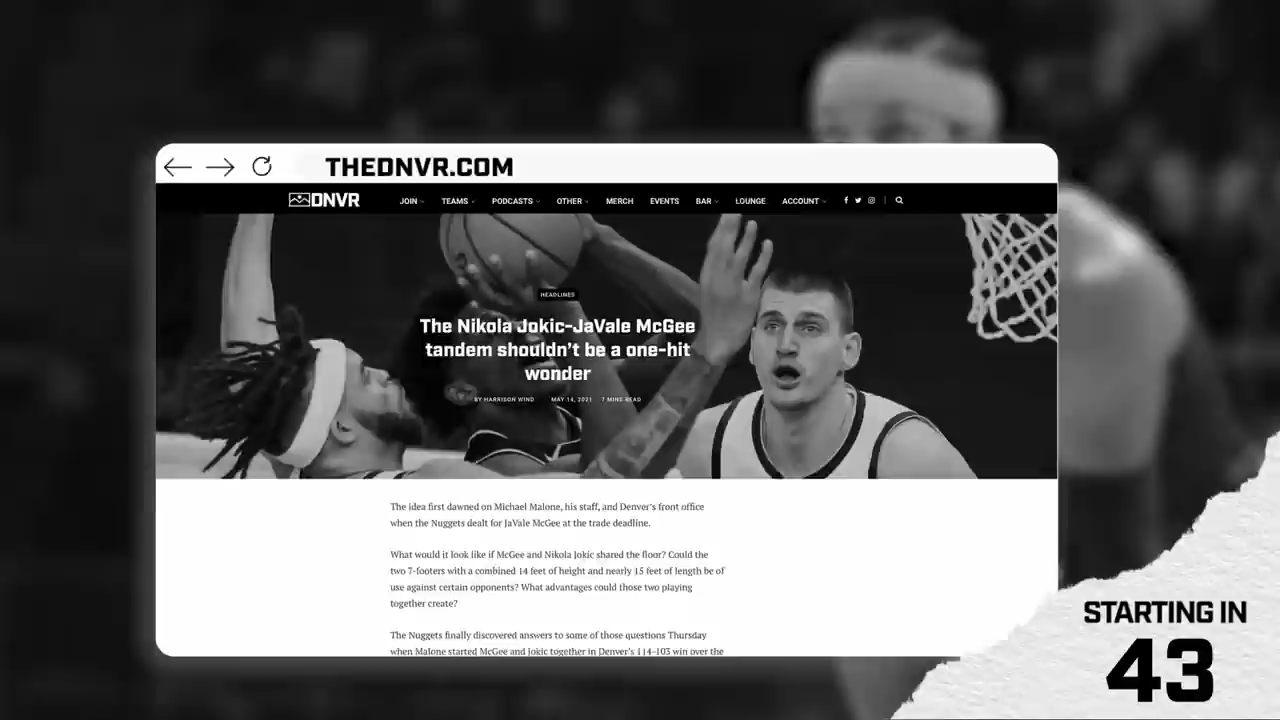 THEDNVR.COM
DNVR JOIN TEAMS PODCASTS OTHER MERCH EVENTS BAR LOUNGE ACCOUNT
HEADLINES
The Nikola Jokic-JaVale McGee
tandem shouldn't be a one-hit
wonder
BY HARRISON WIND MAY 14, 2021 7 MINS READ
The idea first dawned on Michael Malone, his staff, and Denver's front office
when the Nuggets dealt for JaVale McGee at the trade deadline.
What would it look like if McGee and Nikola Jokic shared the floor? Could the
two 7-footers with a combined 14 feet of height and nearly 15 feet of length be of
use against certain opponents? What advantages could those two playing
together create?
The Nuggets finally discovered answers to some of those questions Thursday
when Malone started McGee and Jokic together in Denver's 114-103 win over the
STARTING IN
43